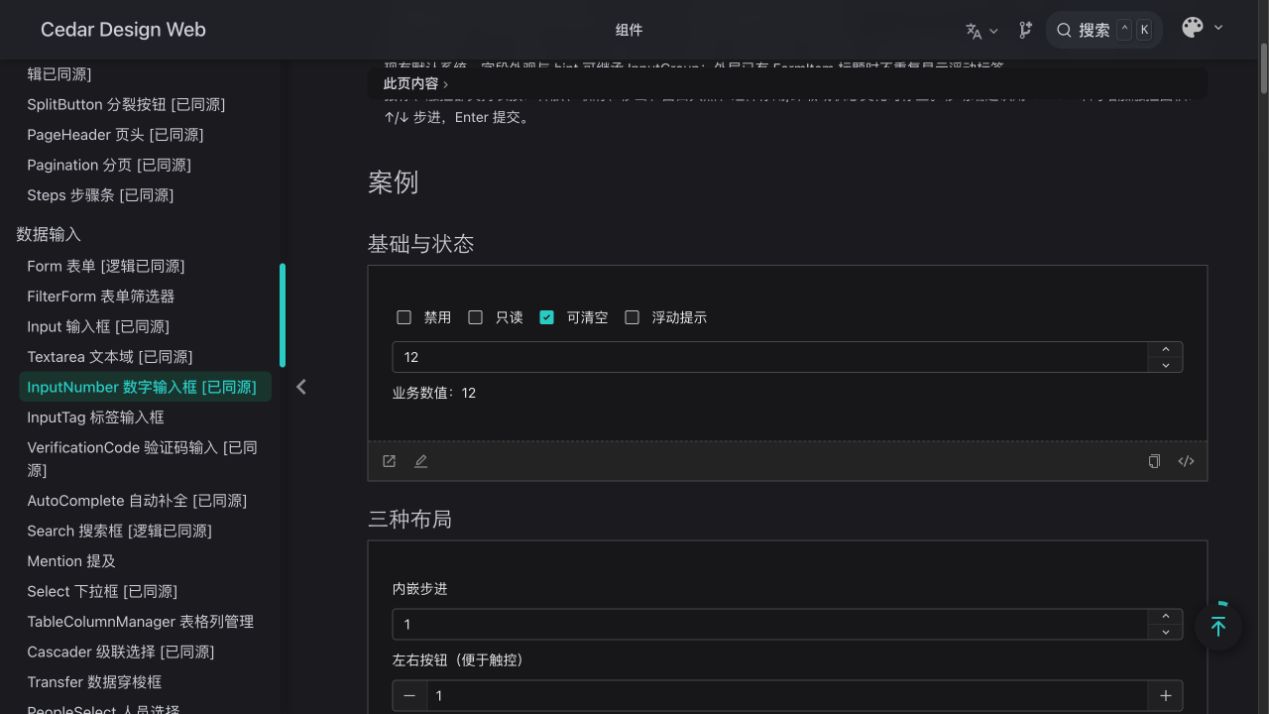 Cedar Design Web
组件
搜索
^
K
辑已同源]
SplitButton 分裂按钮 [已同源]
PageHeader 页头 [已同源]
Pagination 分页 [已同源]
Steps 步骤条 [已同源]
数据输入
Form 表单 [逻辑已同源]
FilterForm 表单筛选器
Input 输入框 [已同源]
Textarea 文本域 [已同源]
InputNumber 数字输入框 [已同源]
InputTag 标签输入框
VerificationCode 验证码输入 [已同
源]
AutoComplete 自动补全 [已同源]
Search 搜索框 [逻辑已同源]
Mention 提及
Select 下拉框 [已同源]
TableColumnManager 表格列管理
Cascader 级联选择 [已同源]
Transfer 数据穿梭框
PeopleSelect 人员选择
此页内容 ›
↑/↓ 步进，Enter 提交。
案例
基础与状态
禁用 只读 可清空 浮动提示
12
业务数值：12
三种布局
内嵌步进
1
左右按钮（便于触控）
1